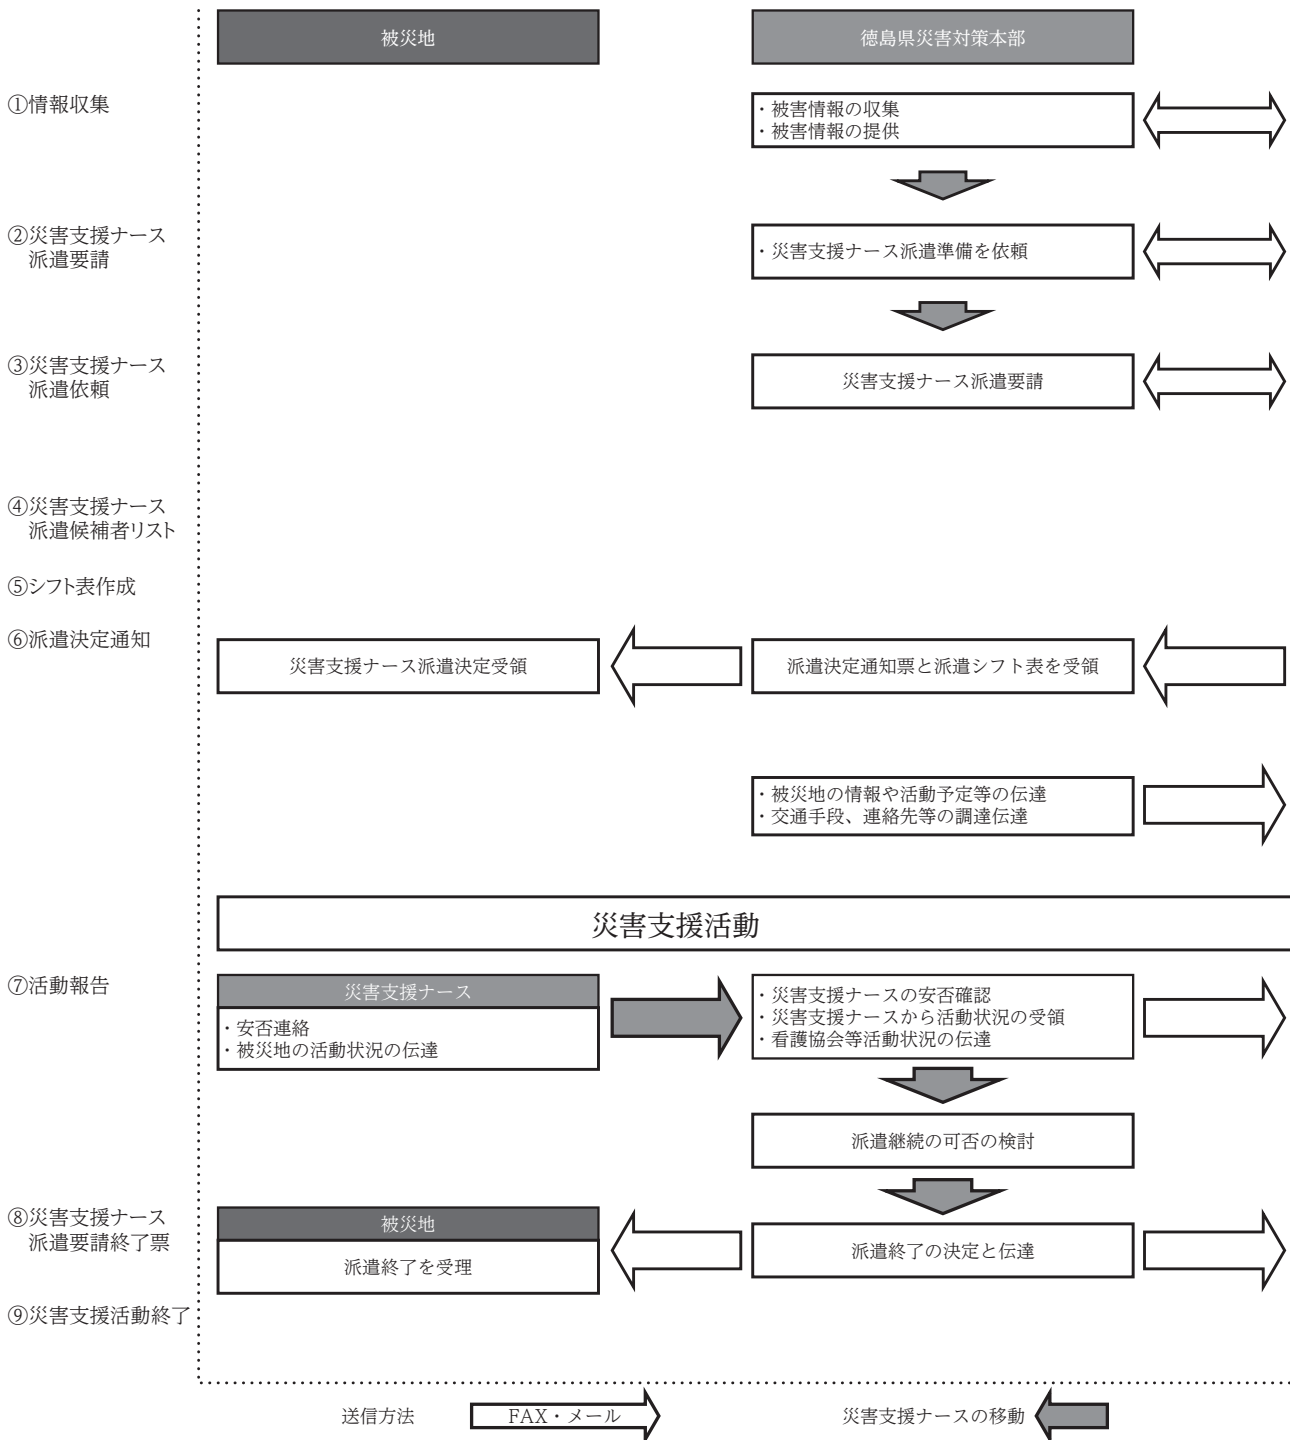 被災地
徳島県災害対策本部
①情報収集
・被害情報の収集
・被害情報の提供
②災害支援ナース
派遣要請
・災害支援ナース派遣準備を依頼
③災害支援ナース
派遣依頼
災害支援ナース派遣要請
④災害支援ナース
派遣候補者リスト
⑤シフト表作成
⑥派遣決定通知
災害支援ナース派遣決定受領
派遣決定通知票と派遣シフト表を受領
・被災地の情報や活動予定等の伝達
・交通手段、連絡先等の調達伝達
災害支援活動
⑦活動報告
災害支援ナース
・安否連絡
・被災地の活動状況の伝達
・災害支援ナースの安否確認
・災害支援ナースから活動状況の受領
・看護協会等活動状況の伝達
派遣継続の可否の検討
⑧災害支援ナース
派遣要請終了票
被災地
派遣終了を受理
派遣終了の決定と伝達
⑨災害支援活動終了
送信方法
FAX・メール
災害支援ナースの移動